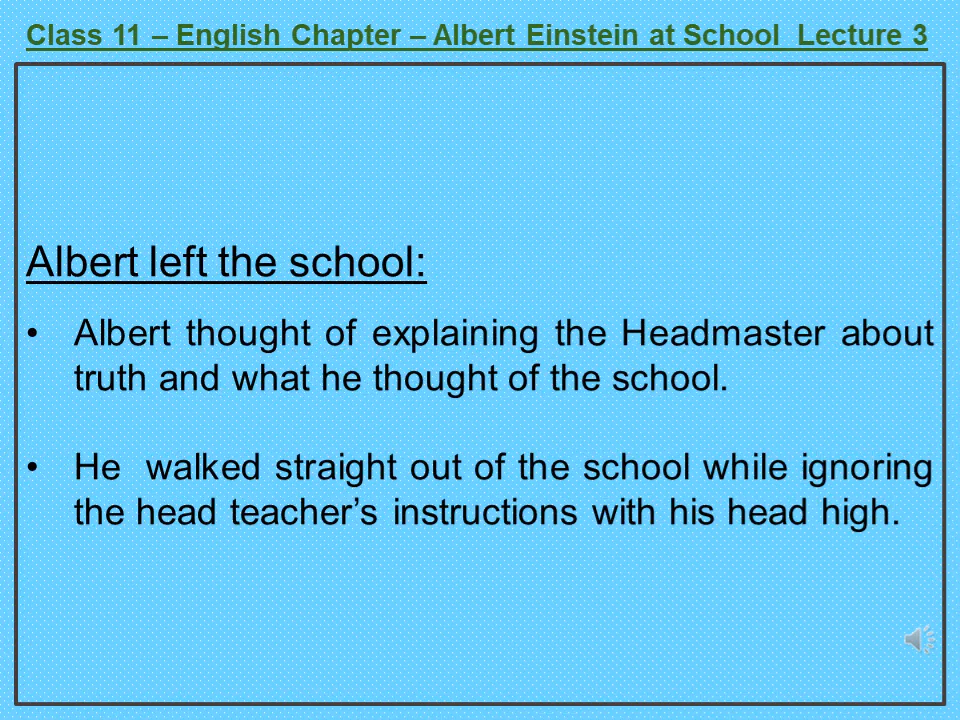 Class 11 – English Chapter – Albert Einstein at School Lecture 3
Albert left the school:
• Albert thought of explaining the Headmaster about
truth and what he thought of the school.
• He walked straight out of the school while ignoring
the head teacher’s instructions with his head high.